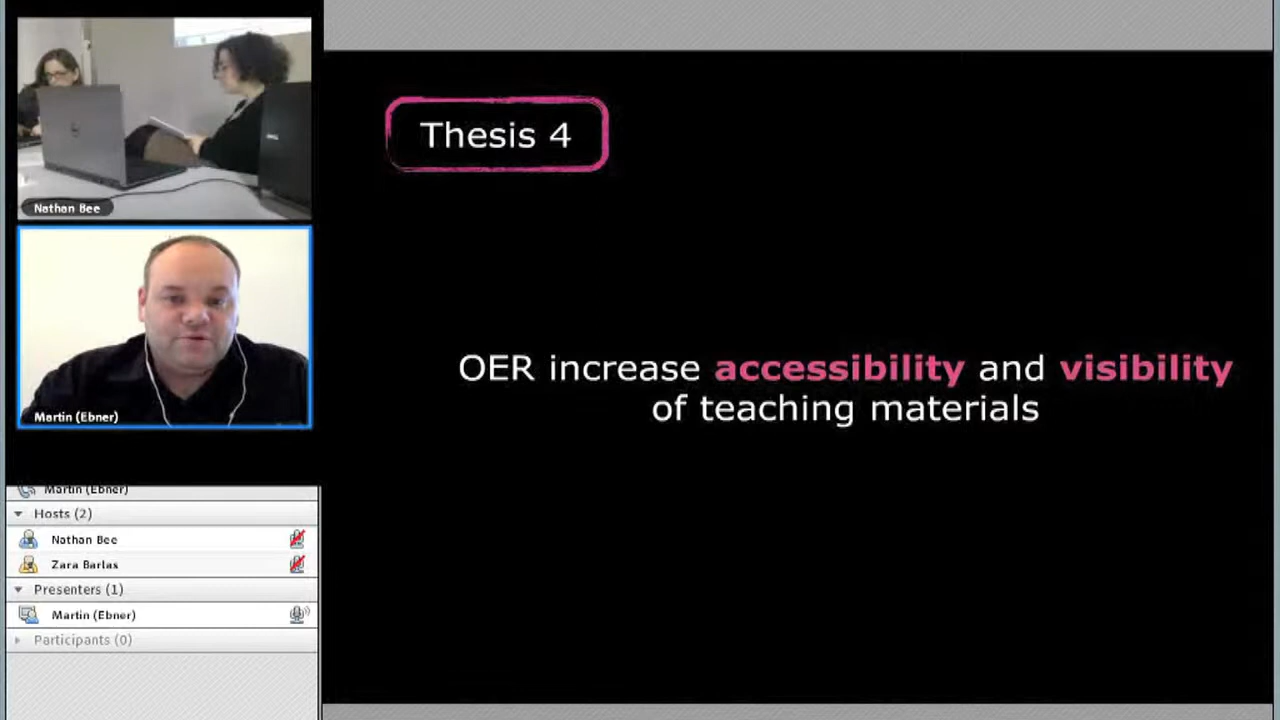 Nathan Bee
Martin (Ebner)
Martin (Ebner)
Hosts (2)
Nathan Bee
Zara Barlas
Presenters (1)
Martin (Ebner)
Participants (0)
Thesis 4
OER increase accessibility and visibility
of teaching materials